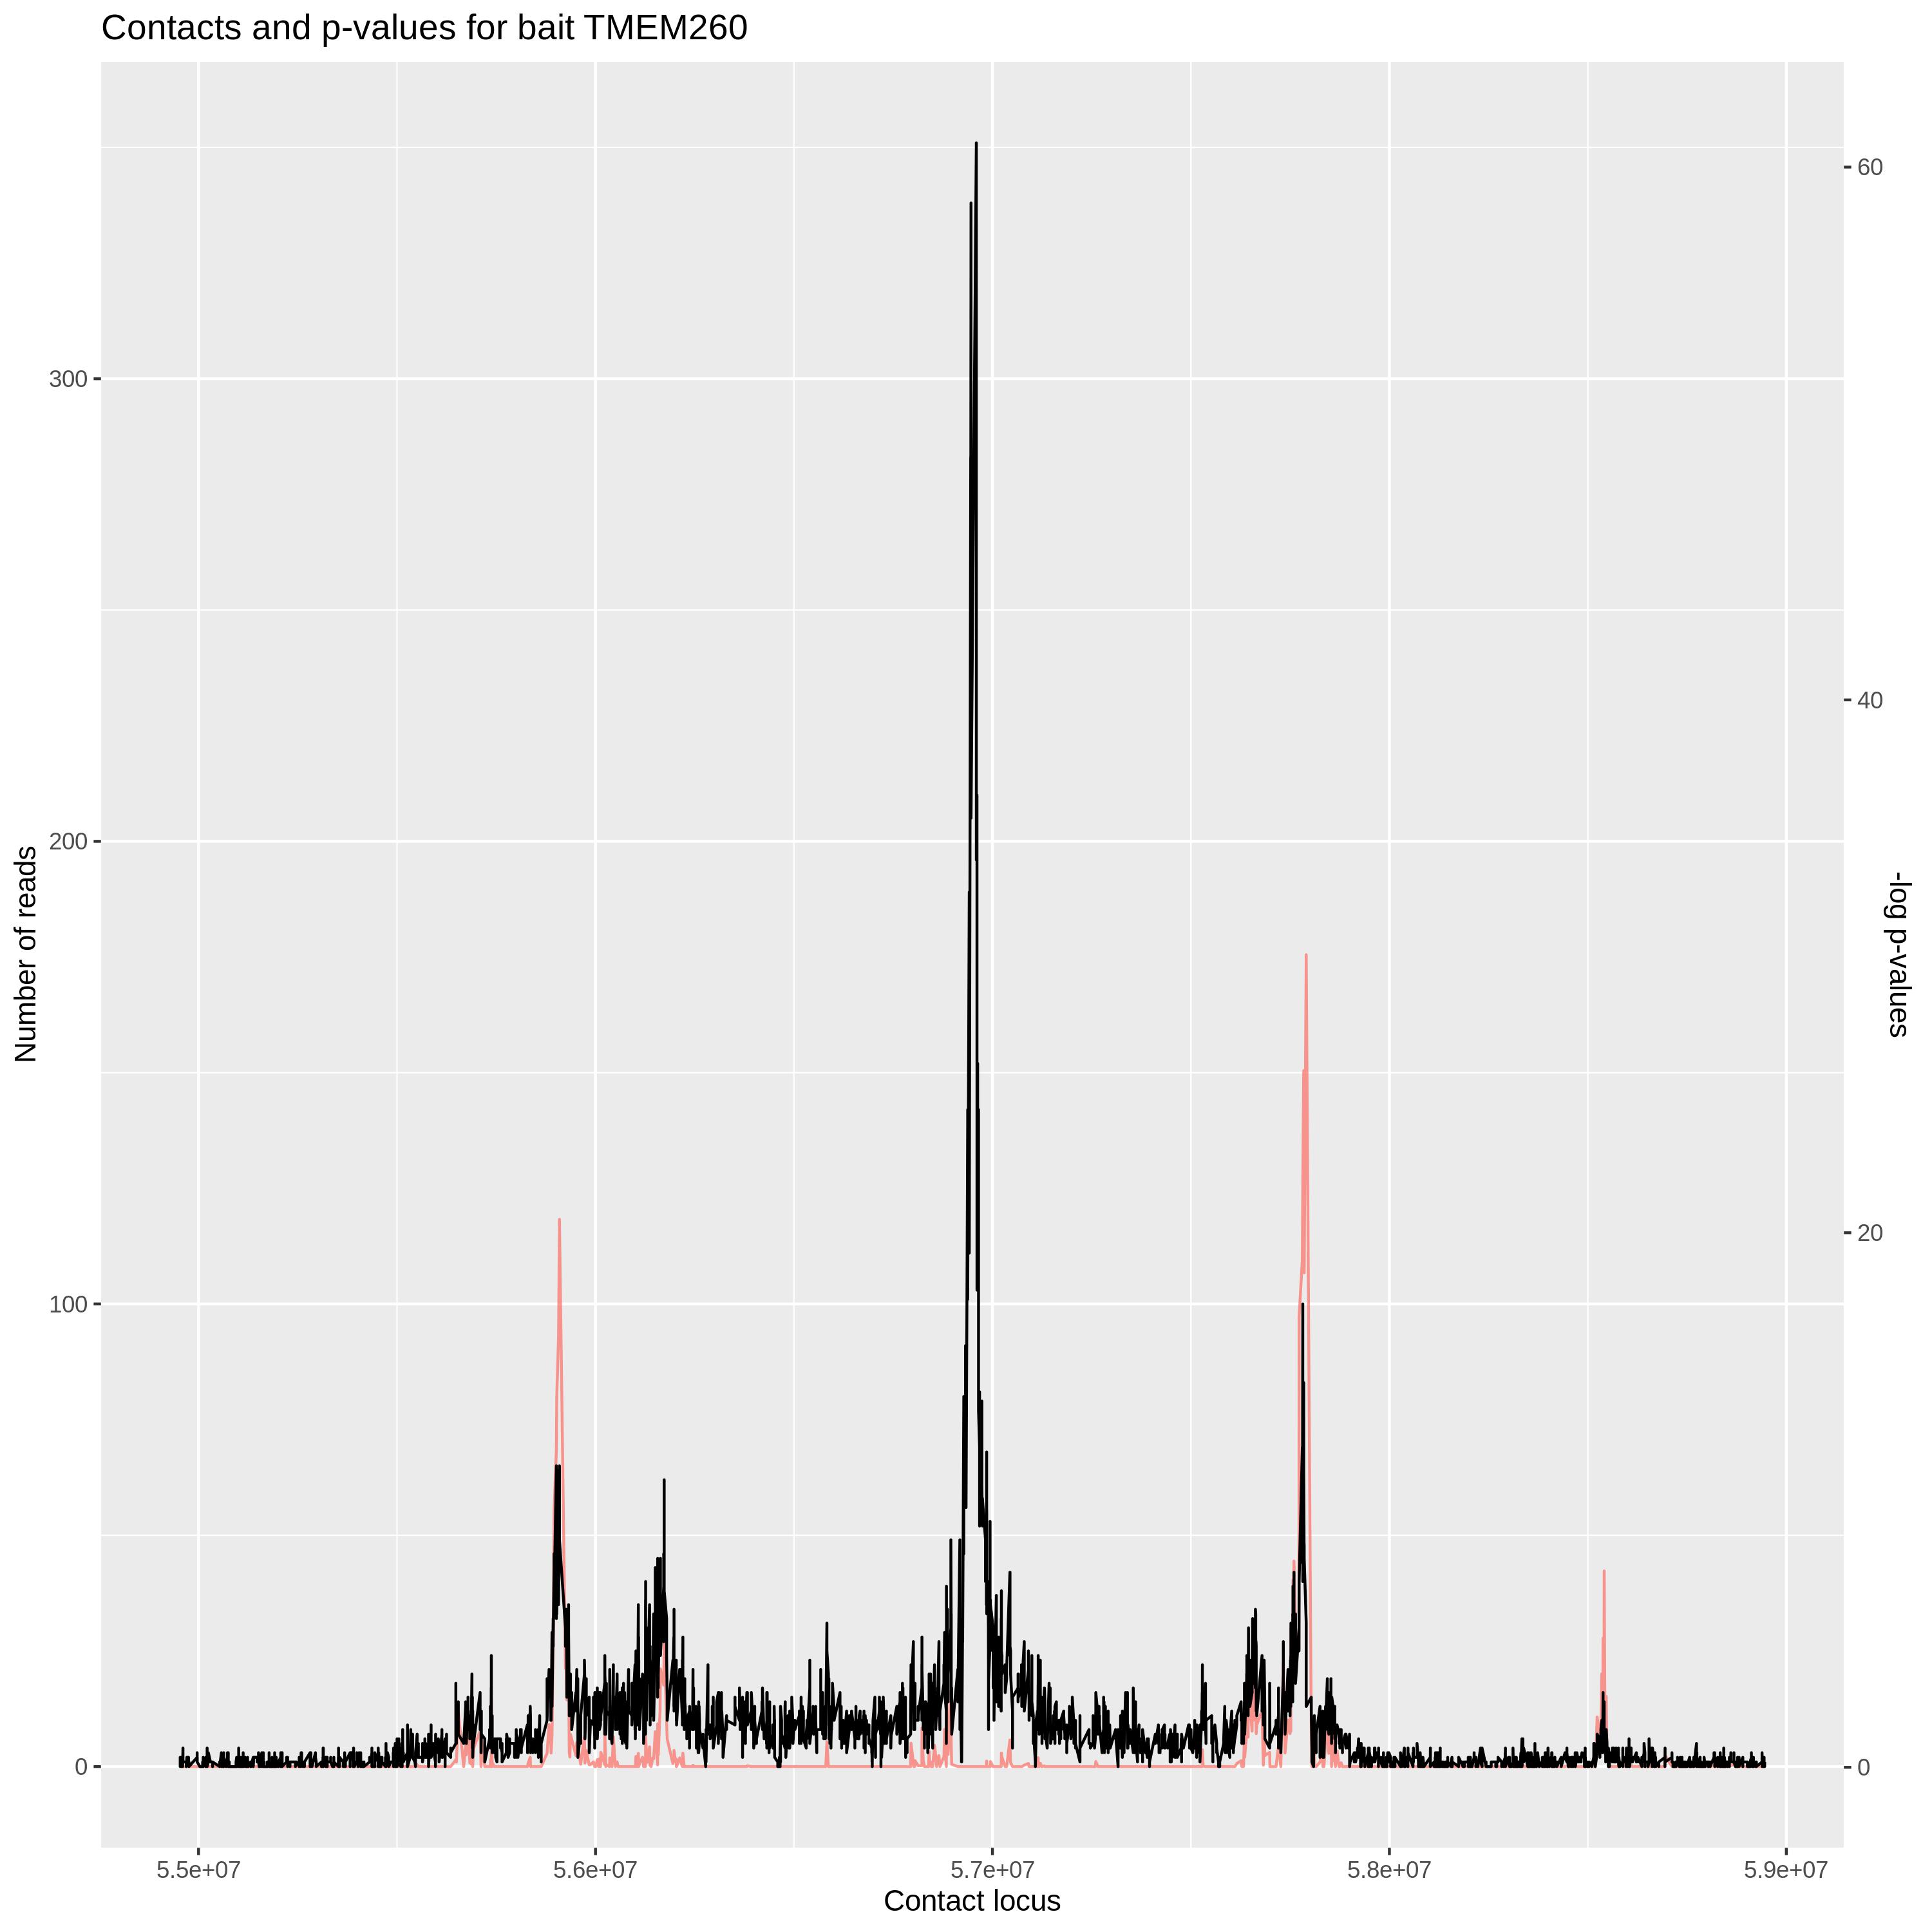 Contacts and p-values for bait TMEM260
Number of reads
300
200
100
0
60
40
20
0
-log p-values
5.5e+07
5.6e+07
5.7e+07
5.8e+07
5.9e+07
Contact locus